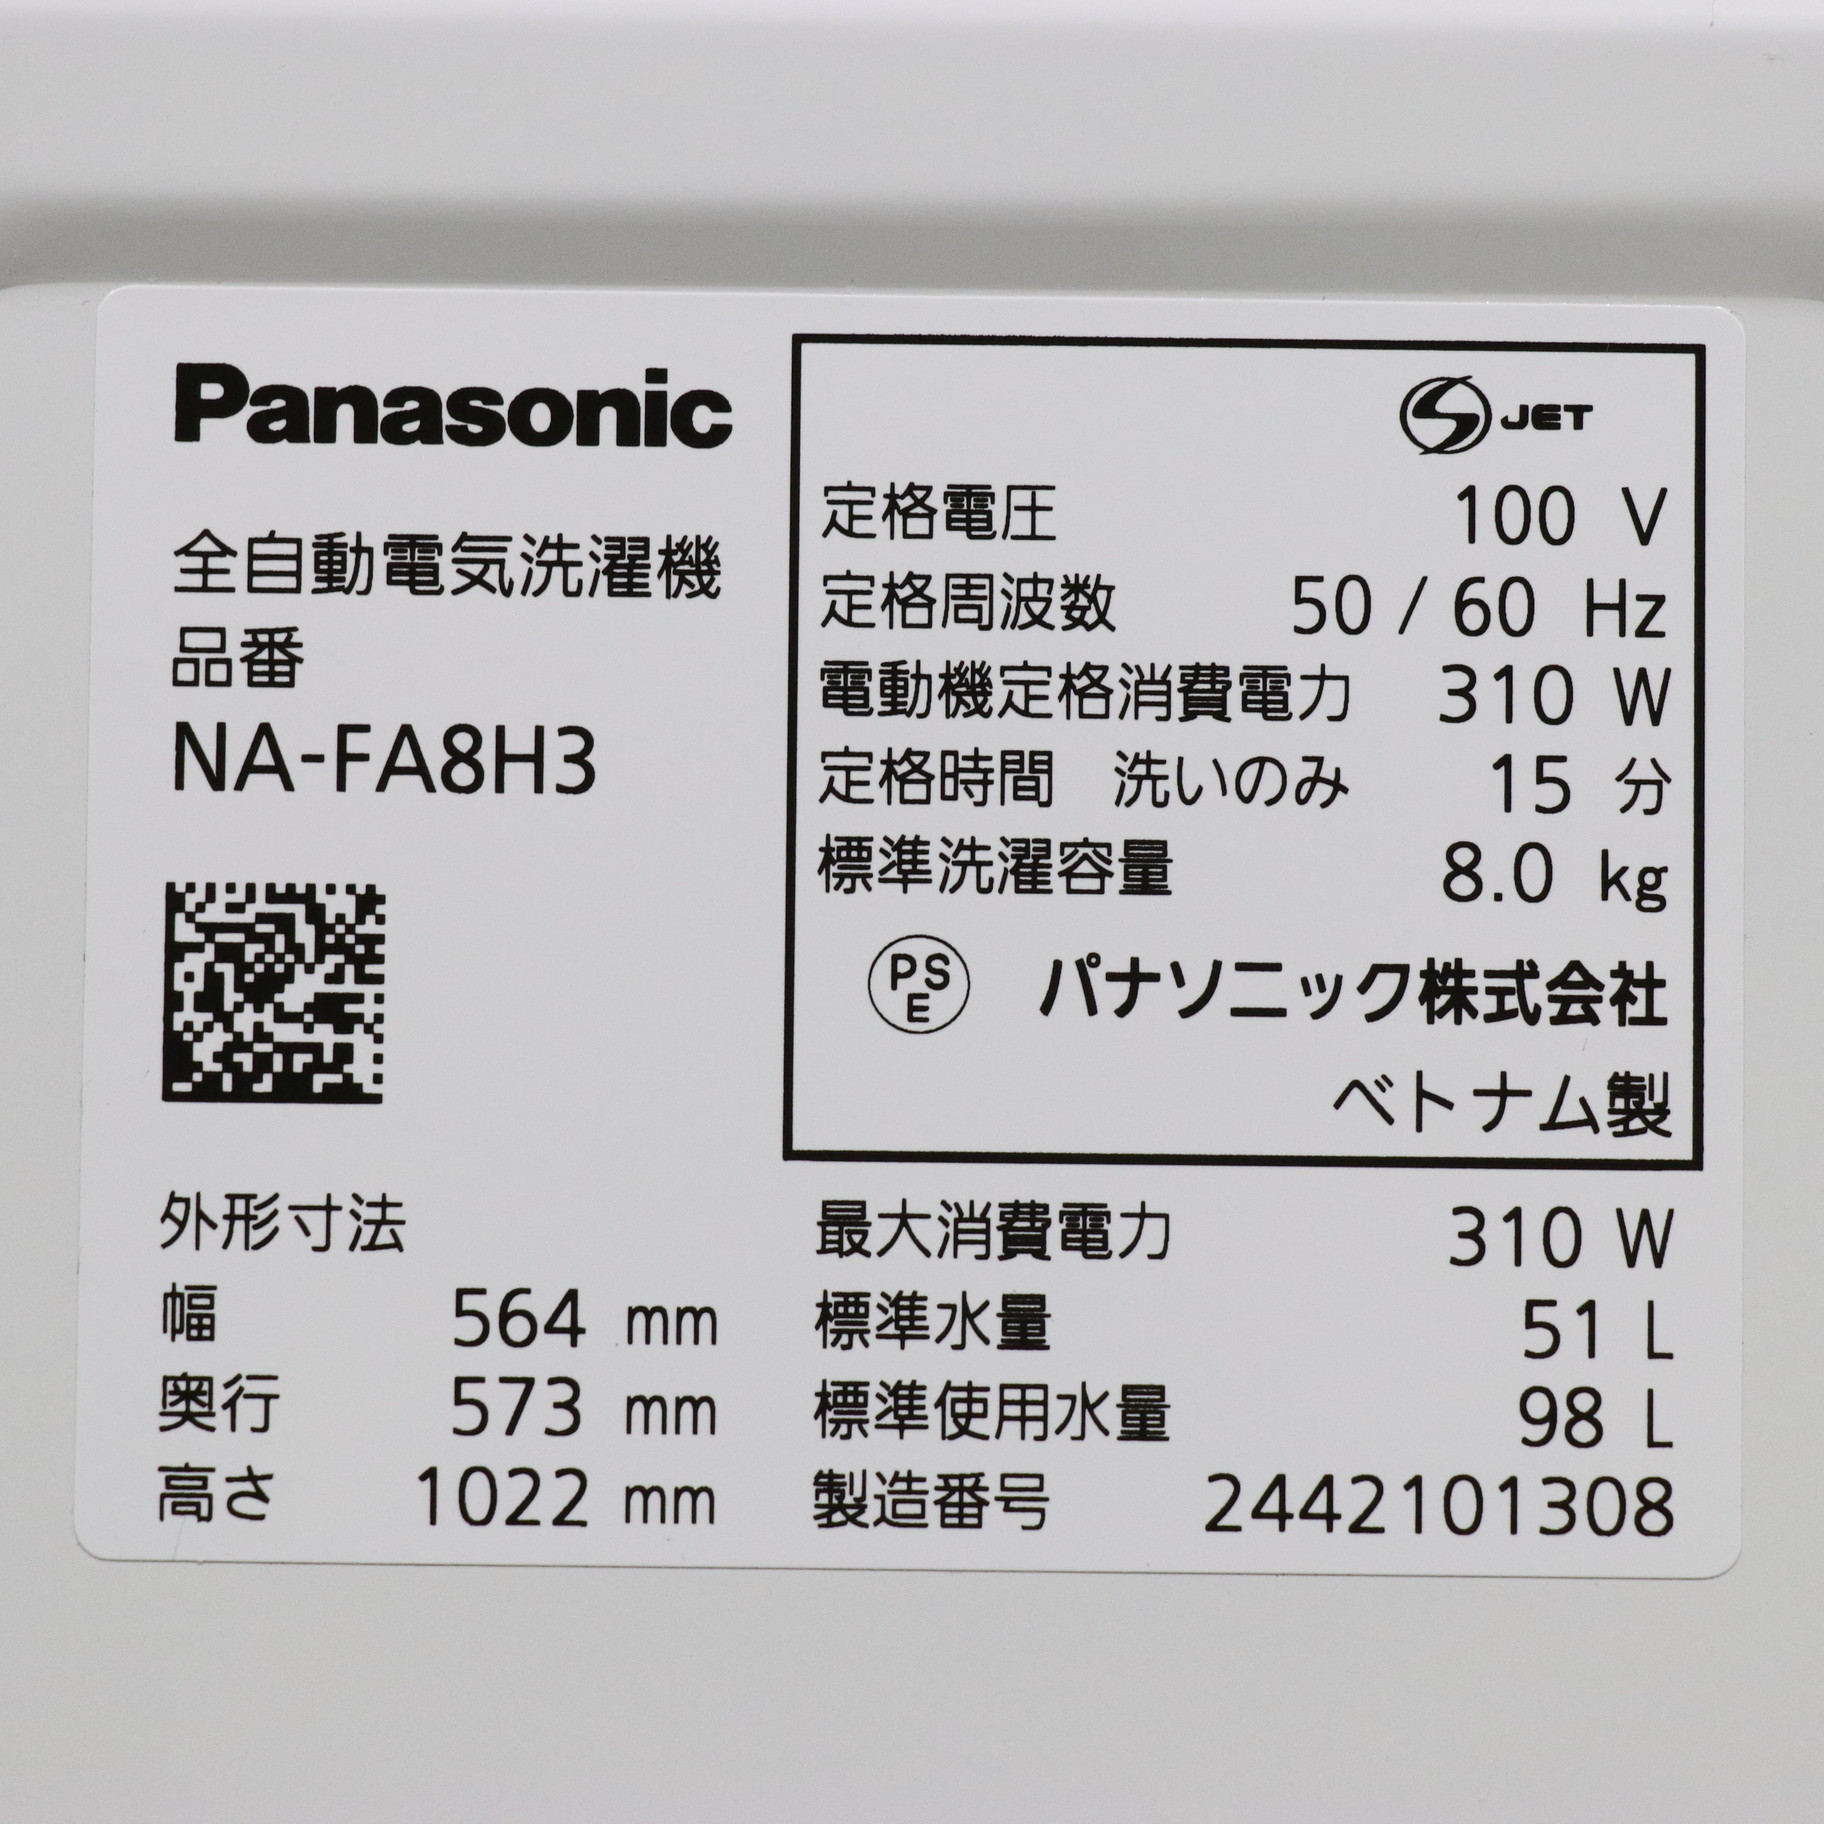 Panasonic
全自動電気洗濯機
品番
NA-FA8H3
JET
定格電圧 100 V
定格周波数 50 / 60 Hz
電動機定格消費電力 310 W
定格時間 洗いのみ 15 分
標準洗濯容量 8.0 kg
PS
E
パナソニック株式会社
ベトナム製
外形寸法
幅 564 mm
奥行 573 mm
高さ 1022 mm
最大消費電力 310 W
標準水量 51 L
標準使用水量 98 L
製造番号 2442101308